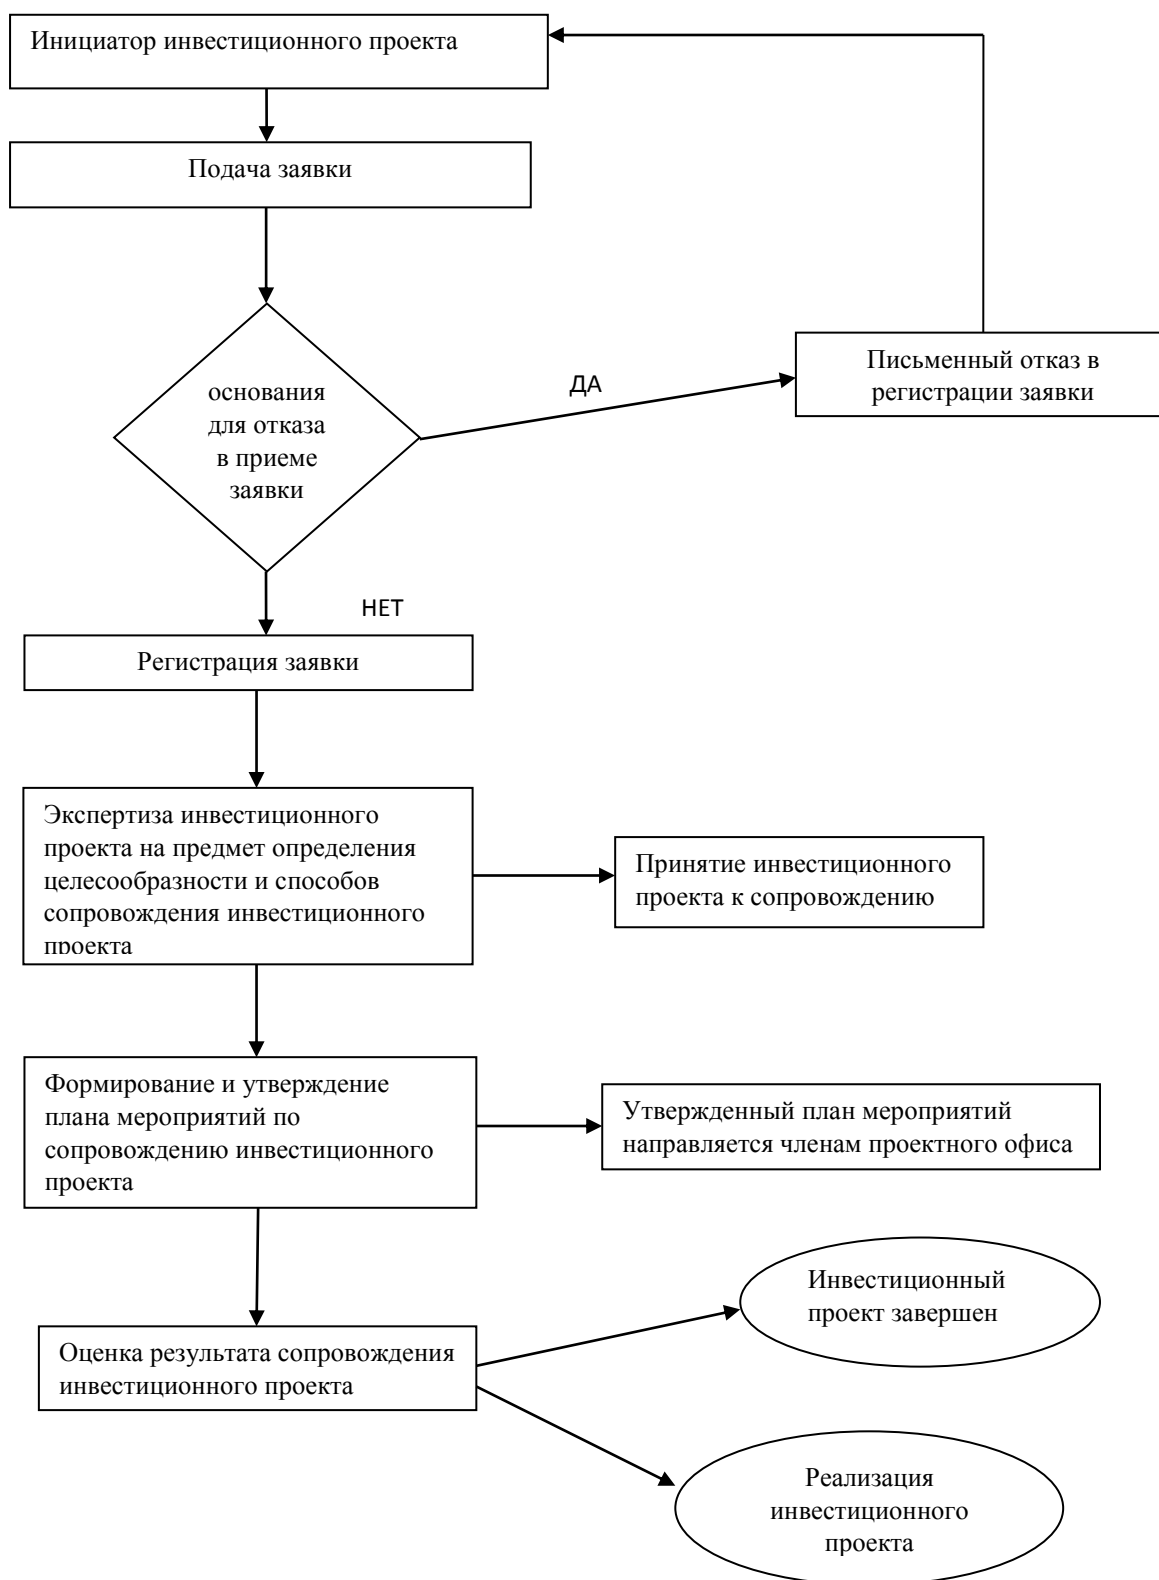 Инициатор инвестиционного проекта
Подача заявки
основания
для отказа
в приеме
заявки
ДА
Письменный отказ в
регистрации заявки
НЕТ
Регистрация заявки
Экспертиза инвестиционного
проекта на предмет определения
целесообразности и способов
сопровождения инвестиционного
проекта
Принятие инвестиционного
проекта к сопровождению
Формирование и утверждение
плана мероприятий по
сопровождению инвестиционного
проекта
Утвержденный план мероприятий
направляется членам проектного офиса
Инвестиционный
проект завершен
Оценка результата сопровождения
инвестиционного проекта
Реализация
инвестиционного
проекта